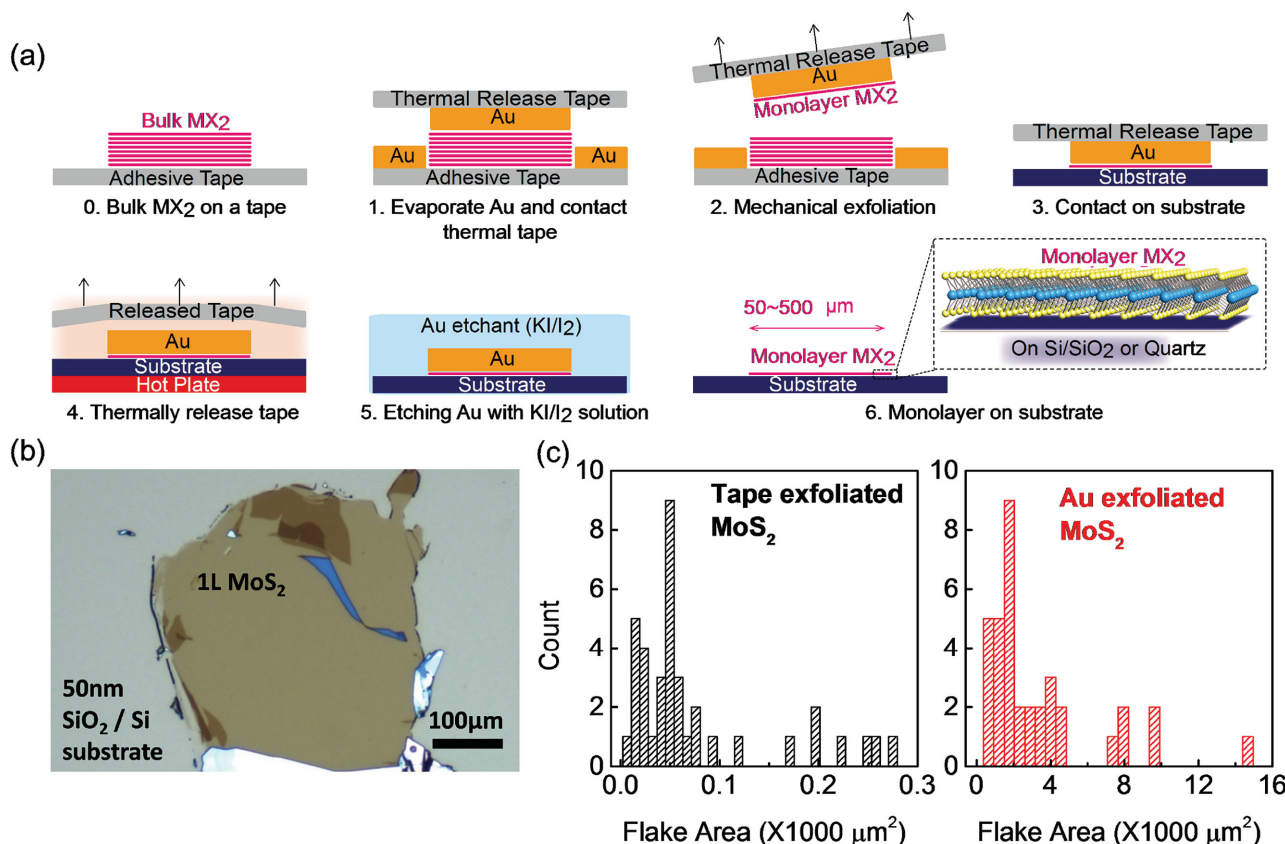 (a)
Bulk MX2
Adhesive Tape
0. Bulk MX2 on a tape
Thermal Release Tape
Au
Au
Au
Adhesive Tape
1. Evaporate Au and contact
thermal tape
Thermal Release Tape
Au
Monolayer MX2
Adhesive Tape
2. Mechanical exfoliation
Thermal Release Tape
Au
Substrate
3. Contact on substrate
Released Tape
Au
Substrate
Hot Plate
4. Thermally release tape
Au etchant (KI/I2)
Au
Substrate
5. Etching Au with KI/I2 solution
50~500 μm
Monolayer MX2
Substrate
Monolayer MX2
On Si/SiO2 or Quartz
6. Monolayer on substrate
(b)
1L MoS2
50nm
SiO2 / Si
substrate
100μm
(c)
Tape exfoliated
MoS2
Count
10
8
6
4
2
0
0.0 0.1 0.2 0.3
Flake Area (X1000 μm²)
Au exfoliated
MoS2
10
8
6
4
2
0
0 4 8 12 16
Flake Area (X1000 μm²)